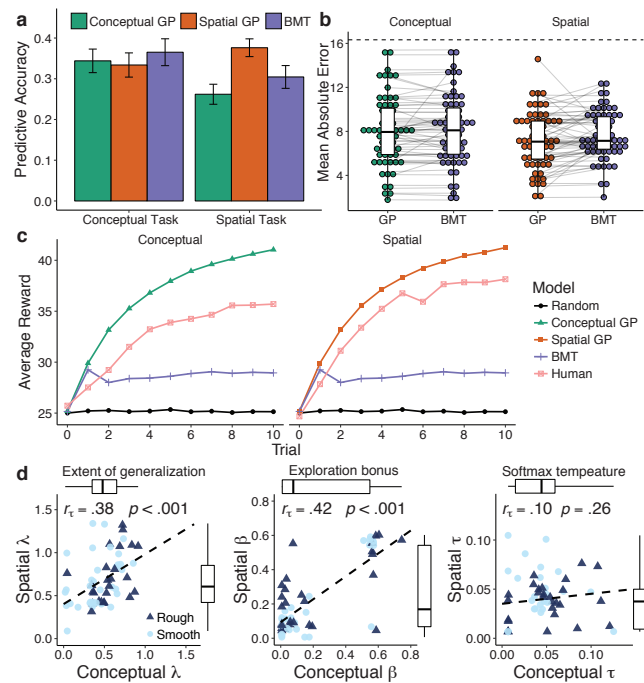 a
Conceptual GP
Spatial GP
BMT
Predictive Accuracy
0.4
0.3
0.2
0.1
0.0
Conceptual Task
Spatial Task
b
Conceptual
Spatial
Mean Absolute Error
16
12
8
4
GP
BMT
GP
BMT
c
Conceptual
Spatial
Average Reward
40
35
30
25
0 2 4 6 8 10
0 2 4 6 8 10
Trial
Model
Random
Conceptual GP
Spatial GP
BMT
Human
d
Extent of generalization
rτ = .38 p < .001
Spatial λ
1.5
1.0
0.5
0.0
Rough
Smooth
0.0 0.5 1.0 1.5
Conceptual λ
Exploration bonus
rτ = .42 p < .001
Spatial β
0.6
0.4
0.2
0.0
0.0 0.2 0.4 0.6 0.8
Conceptual β
Softmax tempeature
rτ = .10 p = .26
Spatial τ
0.10
0.05
0.00
0.00 0.05 0.10 0.15
Conceptual τ